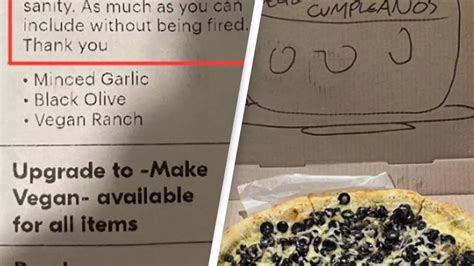 sanity. As much as you can
include without being fired.
Thank you
• Minced Garlic
• Black Olive
• Vegan Ranch
Upgrade to -Make
Vegan- available
for all items
CUMPLEAÑOS